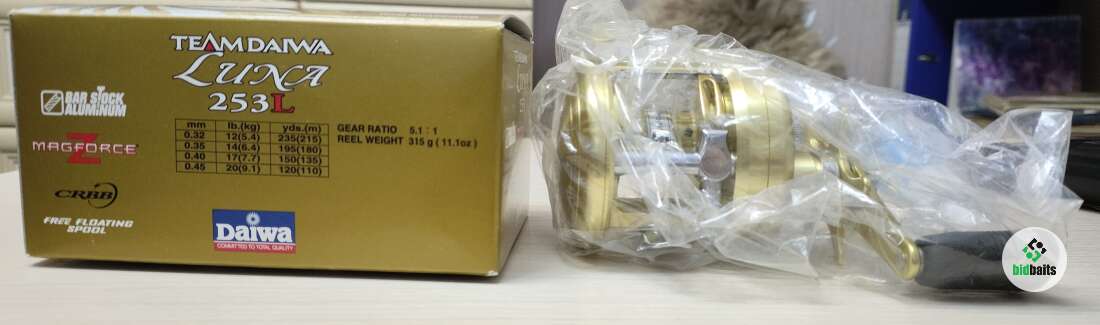 TEAMDAIWA
LUNA
253L
BAR STOCK
ALUMINUM
MAGFORCE Z
CRBB
FREE FLOATING
SPOOL
mm lb.(kg) yds.(m)
0.32 12(5.4) 235(215)
0.35 14(6.4) 195(180)
0.40 17(7.7) 150(135)
0.45 20(9.1) 120(110)
GEAR RATIO 5.1 : 1
REEL WEIGHT 315 g ( 11.1oz )
Daiwa
COMMITTED TO TOTAL QUALITY
bidbaits